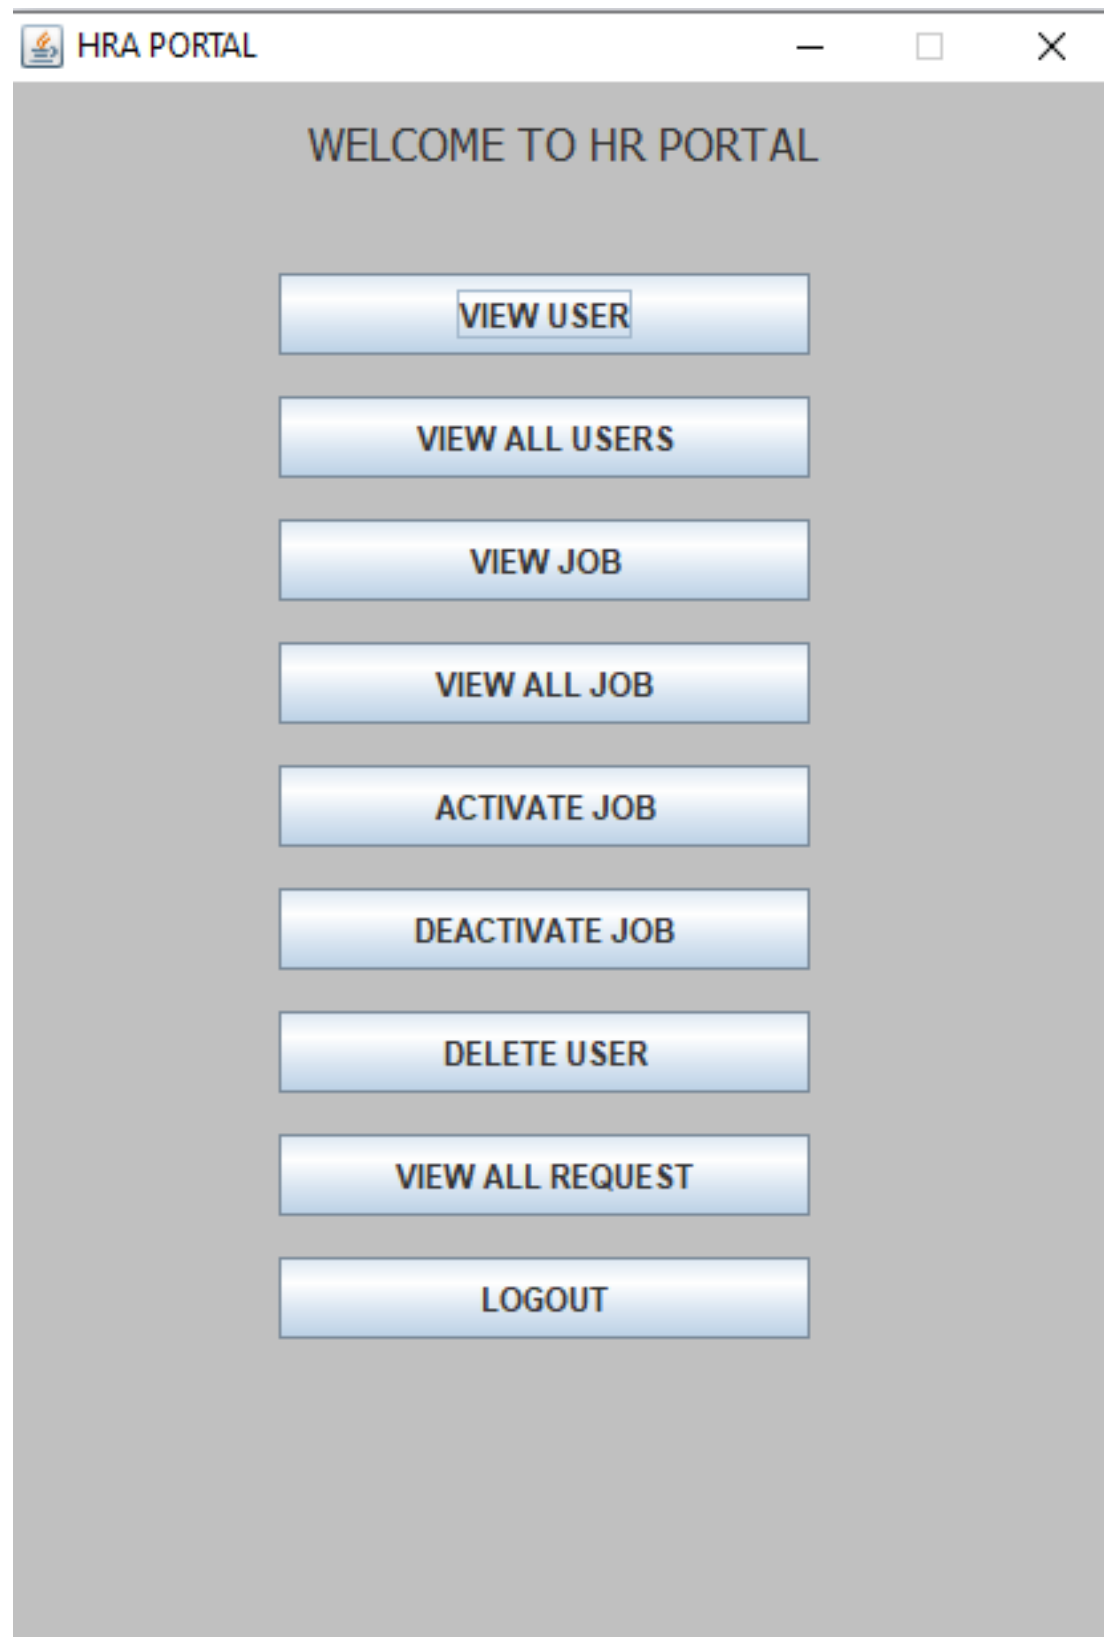 HRA PORTAL
WELCOME TO HR PORTAL
VIEW USER
VIEW ALL USERS
VIEW JOB
VIEW ALL JOB
ACTIVATE JOB
DEACTIVATE JOB
DELETE USER
VIEW ALL REQUEST
LOGOUT